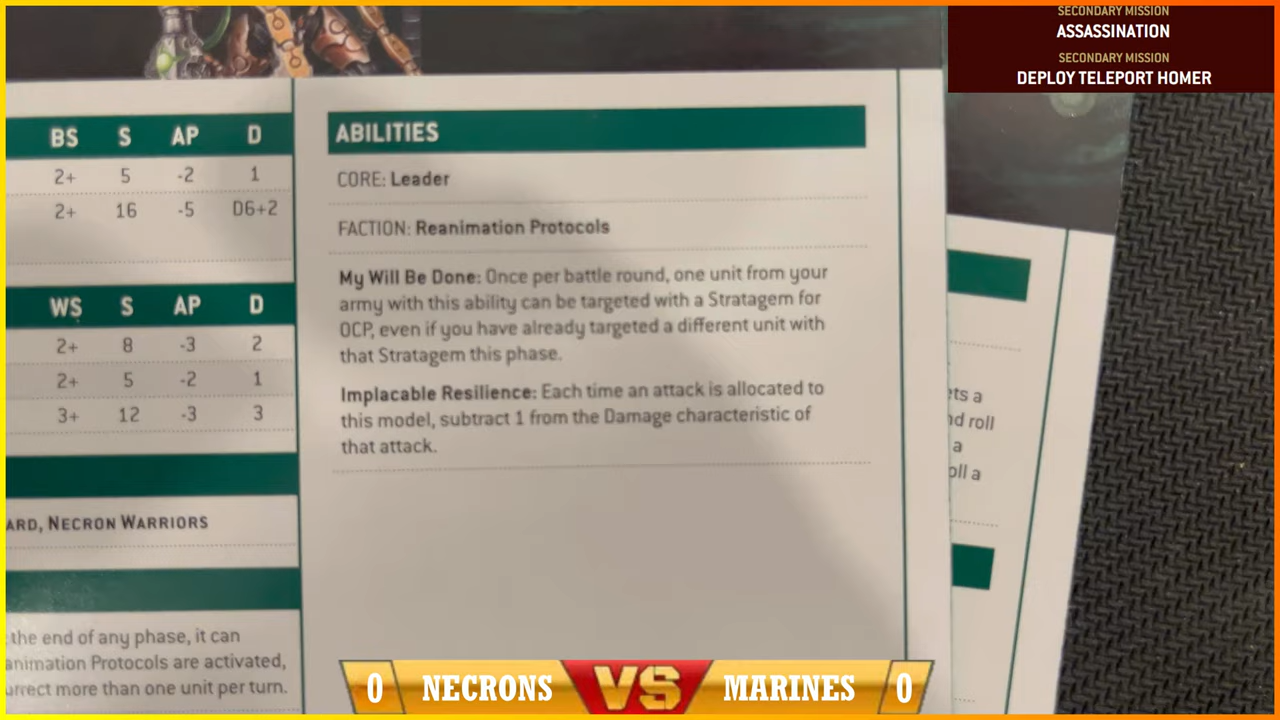 SECONDARY MISSION
ASSASSINATION
SECONDARY MISSION
DEPLOY TELEPORT HOMER
BS S AP D
2+ 5 -2 1
2+ 16 -5 D6+2
WS S AP D
2+ 8 -3 2
2+ 5 -2 1
3+ 12 -3 3
ARD, NECRON WARRIORS
the end of any phase, it can
animation Protocols are activated,
urrect more than one unit per turn.
ABILITIES
CORE: Leader
FACTION: Reanimation Protocols
My Will Be Done: Once per battle round, one unit from your
army with this ability can be targeted with a Stratagem for
0CP, even if you have already targeted a different unit with
that Stratagem this phase.
Implacable Resilience: Each time an attack is allocated to
this model, subtract 1 from the Damage characteristic of
that attack.
ts a
nd roll
a
oll a
0 NECRONS VS MARINES 0